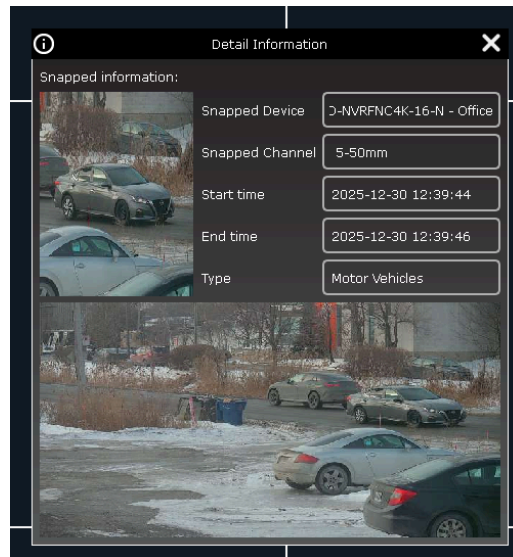 Detail Information
Snapped information:
Snapped Device
D-NVRFNC4K-16-N - Office
Snapped Channel
5-50mm
Start time
2025-12-30 12:39:44
End time
2025-12-30 12:39:46
Type
Motor Vehicles